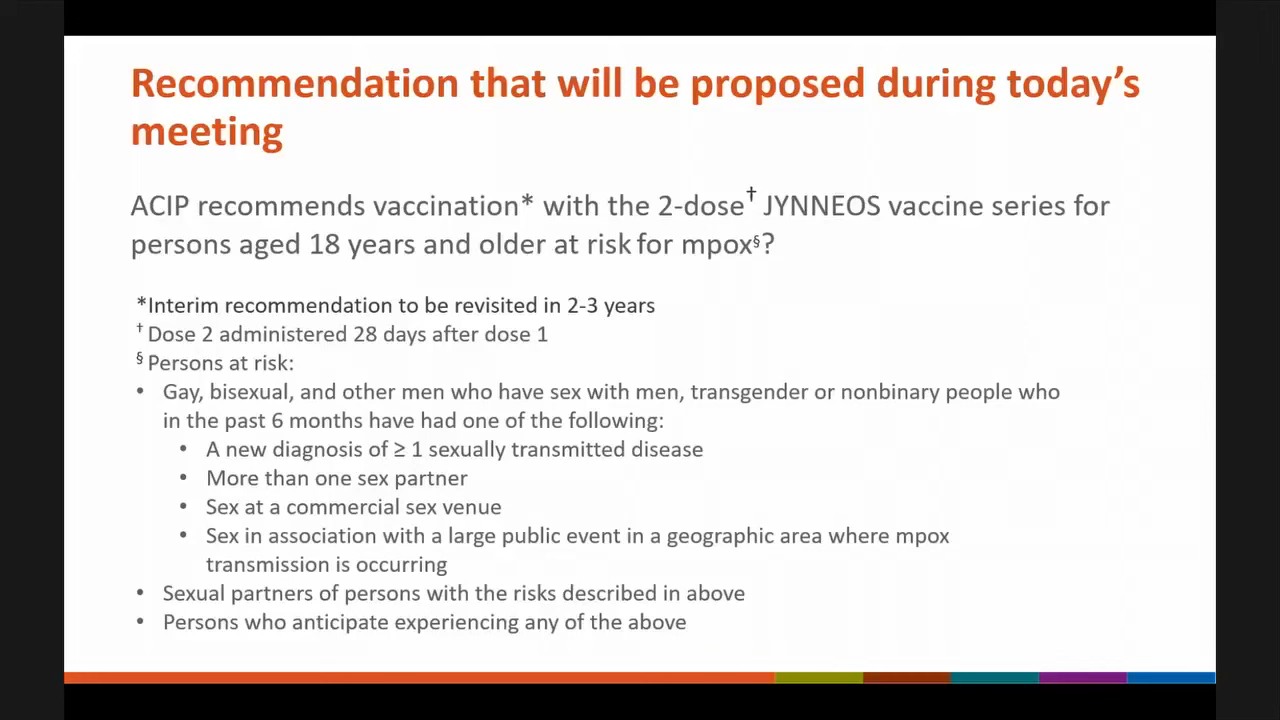 Recommendation that will be proposed during today’s
meeting
ACIP recommends vaccination* with the 2-dose† JYNNEOS vaccine series for
persons aged 18 years and older at risk for mpox§?
*Interim recommendation to be revisited in 2-3 years
† Dose 2 administered 28 days after dose 1
§ Persons at risk:
• Gay, bisexual, and other men who have sex with men, transgender or nonbinary people who
in the past 6 months have had one of the following:
• A new diagnosis of ≥ 1 sexually transmitted disease
• More than one sex partner
• Sex at a commercial sex venue
• Sex in association with a large public event in a geographic area where mpox
transmission is occurring
• Sexual partners of persons with the risks described in above
• Persons who anticipate experiencing any of the above